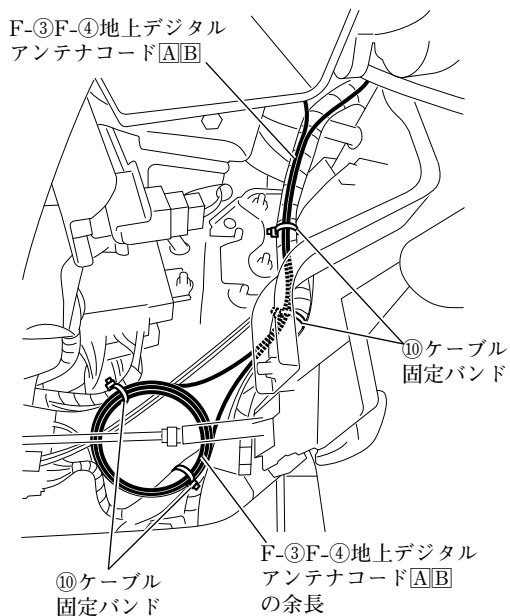 F-③F-④地上デジタル
アンテナコードAB
⑩ケーブル
固定バンド
F-③F-④地上デジタル
アンテナコードAB
の余長
⑩ケーブル
固定バンド